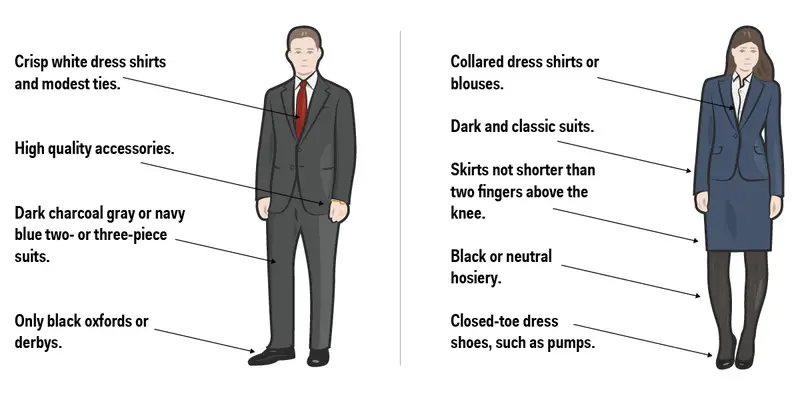 Crisp white dress shirts
and modest ties.
High quality accessories.
Dark charcoal gray or navy
blue two- or three-piece
suits.
Only black oxfords or
derbys.
Collared dress shirts or
blouses.
Dark and classic suits.
Skirts not shorter than
two fingers above the
knee.
Black or neutral
hosiery.
Closed-toe dress
shoes, such as pumps.